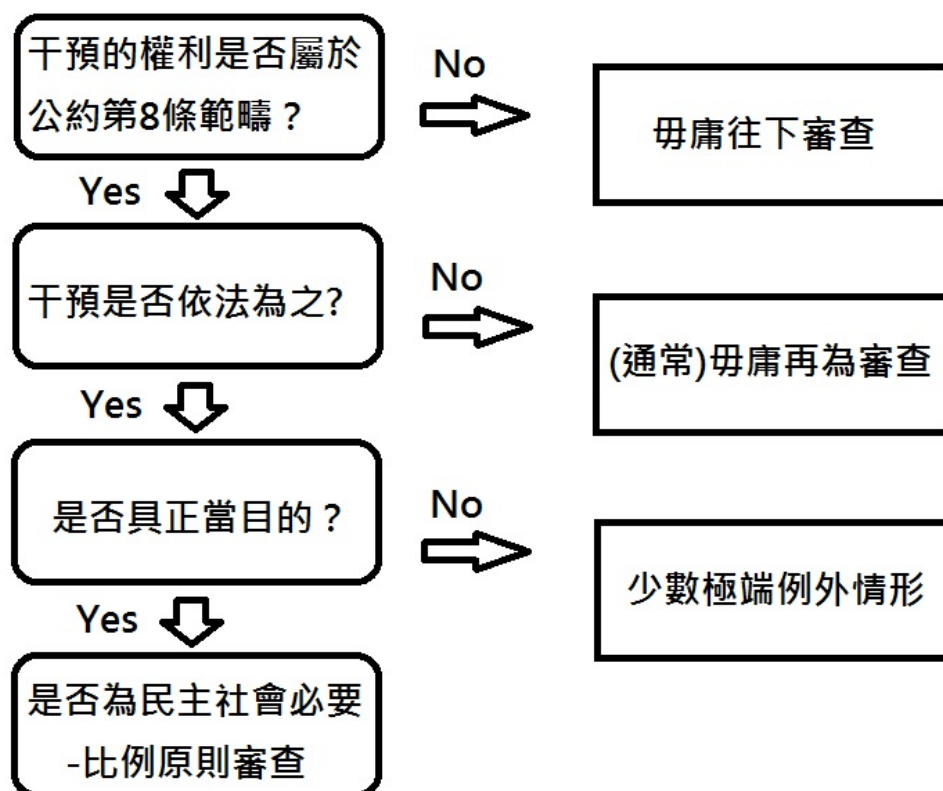 干預的權利是否屬於
公約第8條範疇？
No
毋庸往下審查
Yes
干預是否依法為之?
No
(通常)毋庸再為審查
Yes
是否具正當目的？
No
少數極端例外情形
Yes
是否為民主社會必要
-比例原則審查